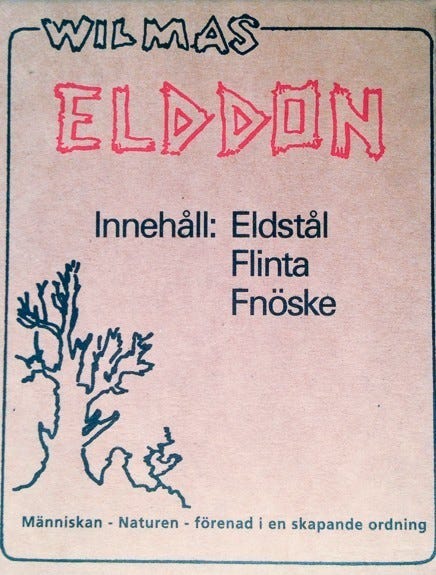 WILMAS
ELDDON
Innehåll: Eldstål
Flinta
Fnöske
Människan - Naturen - förenad i en skapande ordning